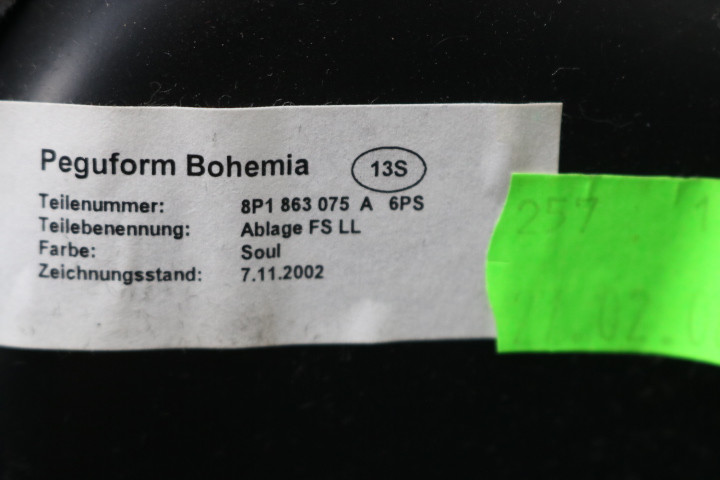 Peguform Bohemia 13S
Teilenummer: 8P1 863 075 A 6PS
Teilebenennung: Ablage FS LL
Farbe: Soul
Zeichnungsstand: 7.11.2002
257 1